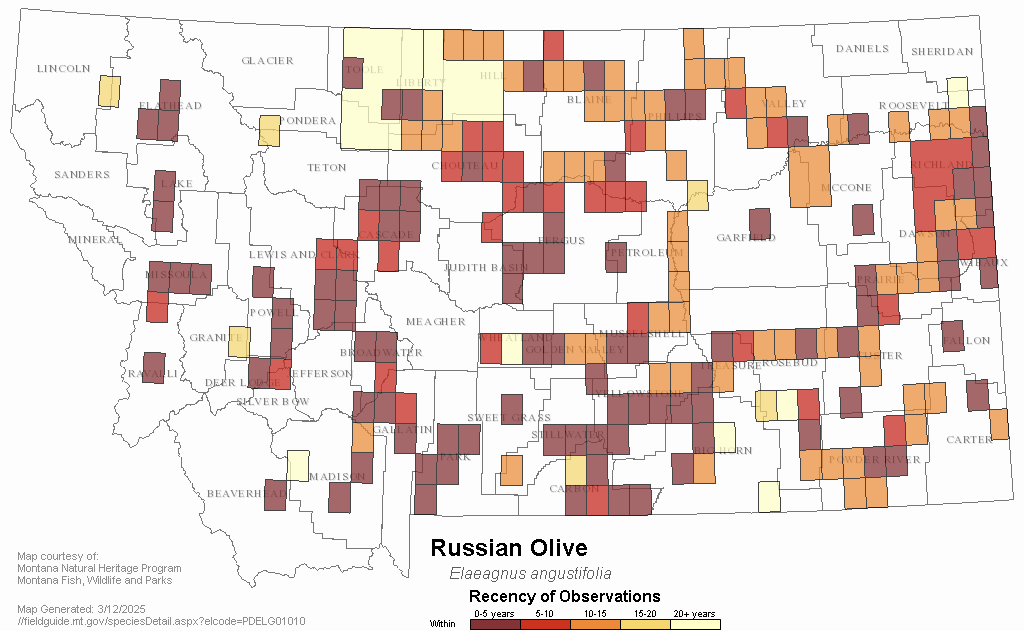 DANIELS
SHERIDAN
LINCOLN
GLACIER
TOOLE
LIBERTY
HILL
BLAINE
PHILLIPS
VALLEY
ROOSEVELT
FLATHEAD
PONDERA
TETON
CHOUTEAU
RICHLAND
SANDERS
LAKE
MCCONE
CASCADE
FERGUS
GARFIELD
DAWSON
MINERAL
LEWIS AND CLARK
JUDITH BASIN
PETROLEUM
WIBAUX
MISSOULA
PRAIRIE
POWELL
MEAGHER
GRANITE
BROADWATER
WHEATLAND
GOLDEN VALLEY
MUSSELSHELL
TREASURE
ROSEBUD
CUSTER
FALLON
RAVALLI
DEER LODGE
JEFFERSON
SILVER BOW
YELLOWSTONE
GALLATIN
SWEET GRASS
STILLWATER
BIG HORN
CARTER
PARK
POWDER RIVER
MADISON
BEAVERHEAD
CARBON
Russian Olive
Elaeagnus angustifolia
Recency of Observations
0-5 years 5-10 10-15 15-20 20+ years
Within
Map courtesy of:
Montana Natural Heritage Program
Montana Fish, Wildlife and Parks
Map Generated: 3/12/2025
//fieldguide.mt.gov/speciesDetail.aspx?elcode=PDELG01010